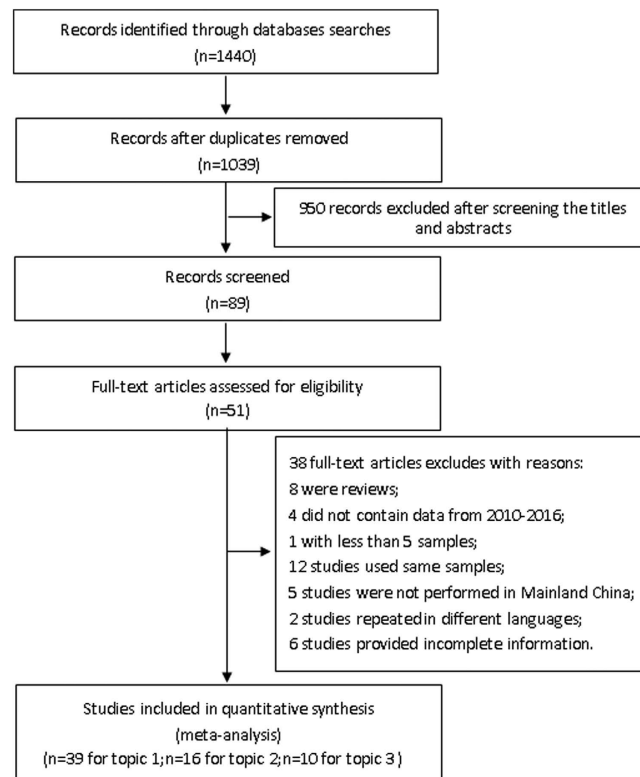 Records identified through databases searches
(n=1440)
Records after duplicates removed
(n=1039)
950 records excluded after screening the titles
and abstracts
Records screened
(n=89)
Full-text articles assessed for eligibility
(n=51)
38 full-text articles excludes with reasons:
8 were reviews;
4 did not contain data from 2010-2016;
1 with less than 5 samples;
12 studies used same samples;
5 studies were not performed in Mainland China;
2 studies repeated in different languages;
6 studies provided incomplete information.
Studies included in quantitative synthesis
(meta-analysis)
(n=39 for topic 1;n=16 for topic 2;n=10 for topic 3 )